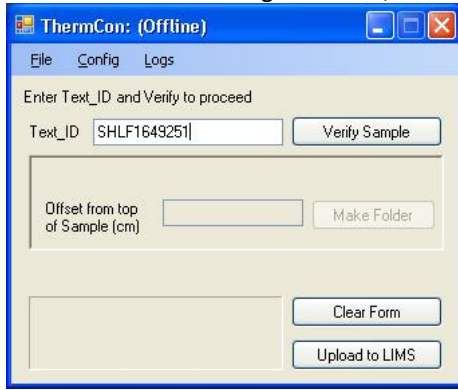 ThermCon: (Offline)
File Config Logs
Enter Text_ID and Verify to proceed
Text_ID SHLF1649251 Verify Sample
Offset from top
of Sample (cm)
Make Folder
Clear Form
Upload to LIMS